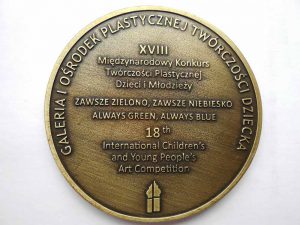 GALERIA I OŚRODEK PLASTYCZNEJ TWÓRCZOŚCI DZIECKA
XVIII
Międzynarodowy Konkurs
Twórczości Plastycznej
Dzieci i Młodzieży
ZAWSZE ZIELONO, ZAWSZE NIEBIESKO
ALWAYS GREEN, ALWAYS BLUE
18th
International Children's
and Young People's
Art Competition